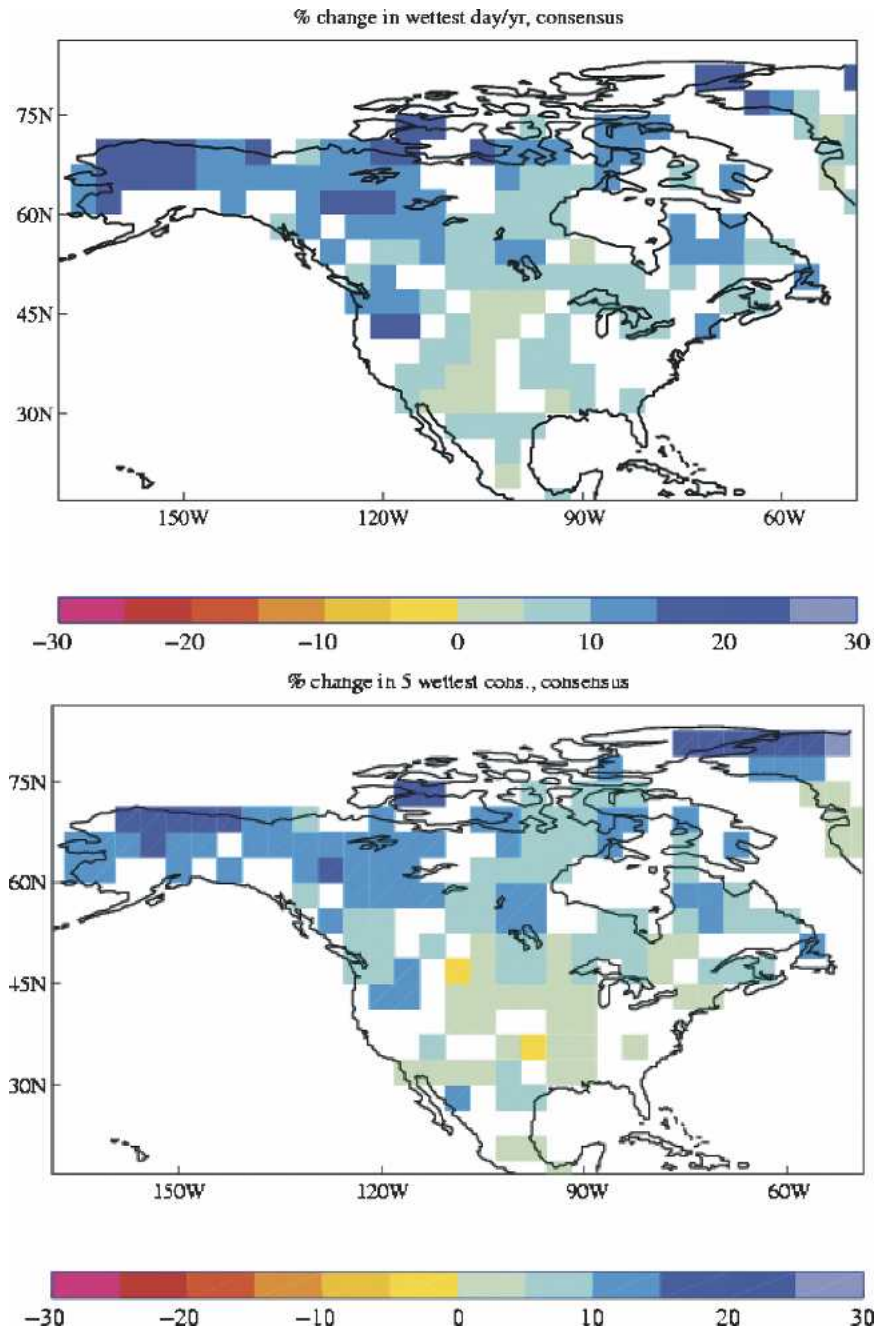 % change in wettest day/yr, consensus
75N
60N
45N
30N
150W 120W 90W 60W
−30 −20 −10 0 10 20 30
% change in 5 wettest cons., consensus
75N
60N
45N
30N
150W 120W 90W 60W
−30 −20 −10 0 10 20 30